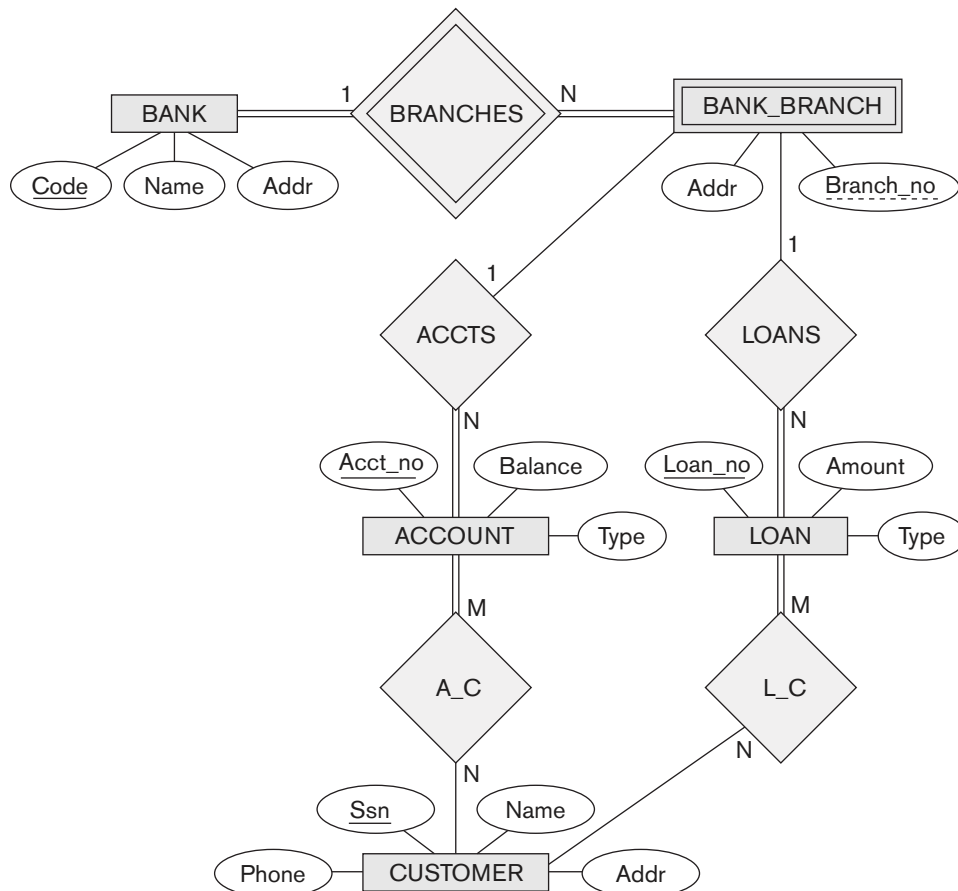 1
N
BANK
BRANCHES
BANK_BRANCH
Code
Name
Addr
Addr
Branch_no
1
1
ACCTS
LOANS
N
N
Acct_no
Balance
Loan_no
Amount
ACCOUNT
Type
LOAN
Type
M
M
A_C
L_C
N
N
Ssn
Name
Phone
CUSTOMER
Addr